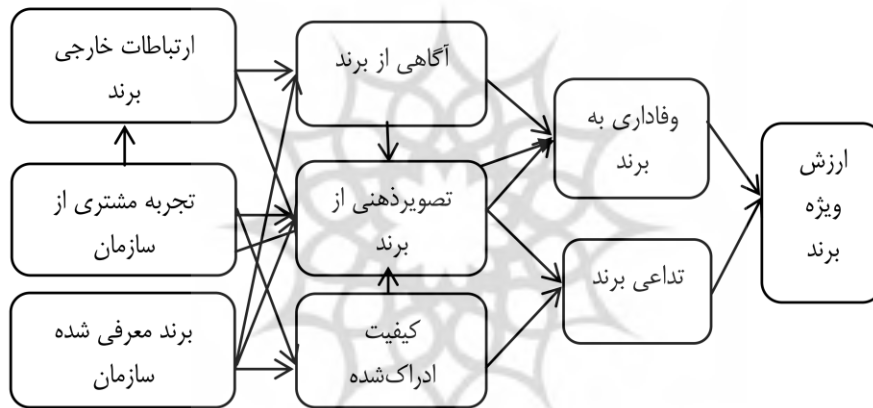 ارتباطات خارجی
برند
تجربه مشتری از
سازمان
برند معرفی شده
سازمان
آگاهی از برند
تصویرذهنی از
برند
کیفیت
ادراک‌شده
وفاداری به
برند
تداعی برند
ارزش
ویژه
برند